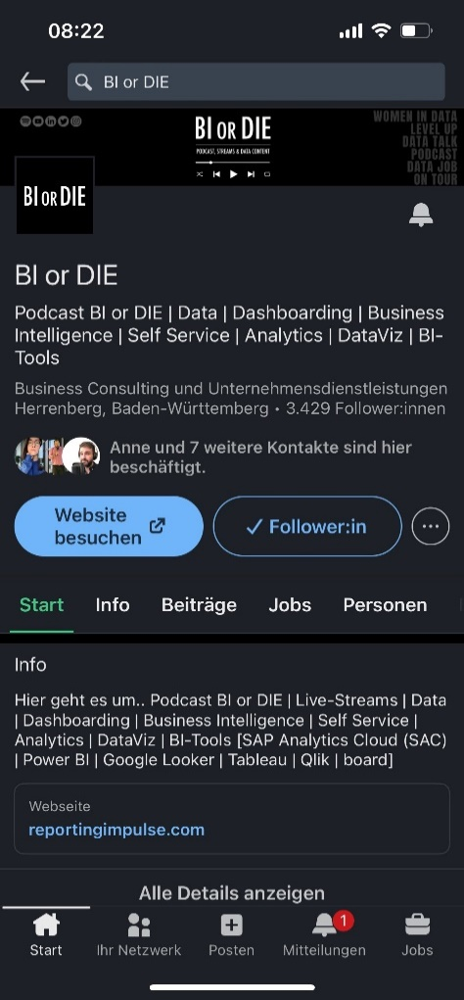 08:22
BI or DIE
BI OR DIE
PODCAST, STREAMS & DATA CONTENT
WOMEN IN DATA
LEVEL UP
DATA TALK
PODCAST
DATA JOB
ON TOUR
BI OR DIE
BI or DIE
Podcast BI or DIE | Data | Dashboarding | Business
Intelligence | Self Service | Analytics | DataViz | BI-
Tools
Business Consulting und Unternehmensdienstleistungen
Herrenberg, Baden-Württemberg • 3.429 Follower:innen
Anne und 7 weitere Kontakte sind hier
beschäftigt.
Website
besuchen
✓ Follower:in
Start Info Beiträge Jobs Personen
Info
Hier geht es um.. Podcast BI or DIE | Live-Streams | Data
| Dashboarding | Business Intelligence | Self Service |
Analytics | DataViz | BI-Tools [SAP Analytics Cloud (SAC)
| Power BI | Google Looker | Tableau | Qlik | board]
Webseite
reportingimpulse.com
Alle Details anzeigen
1
Start Ihr Netzwerk Posten Mitteilungen Jobs